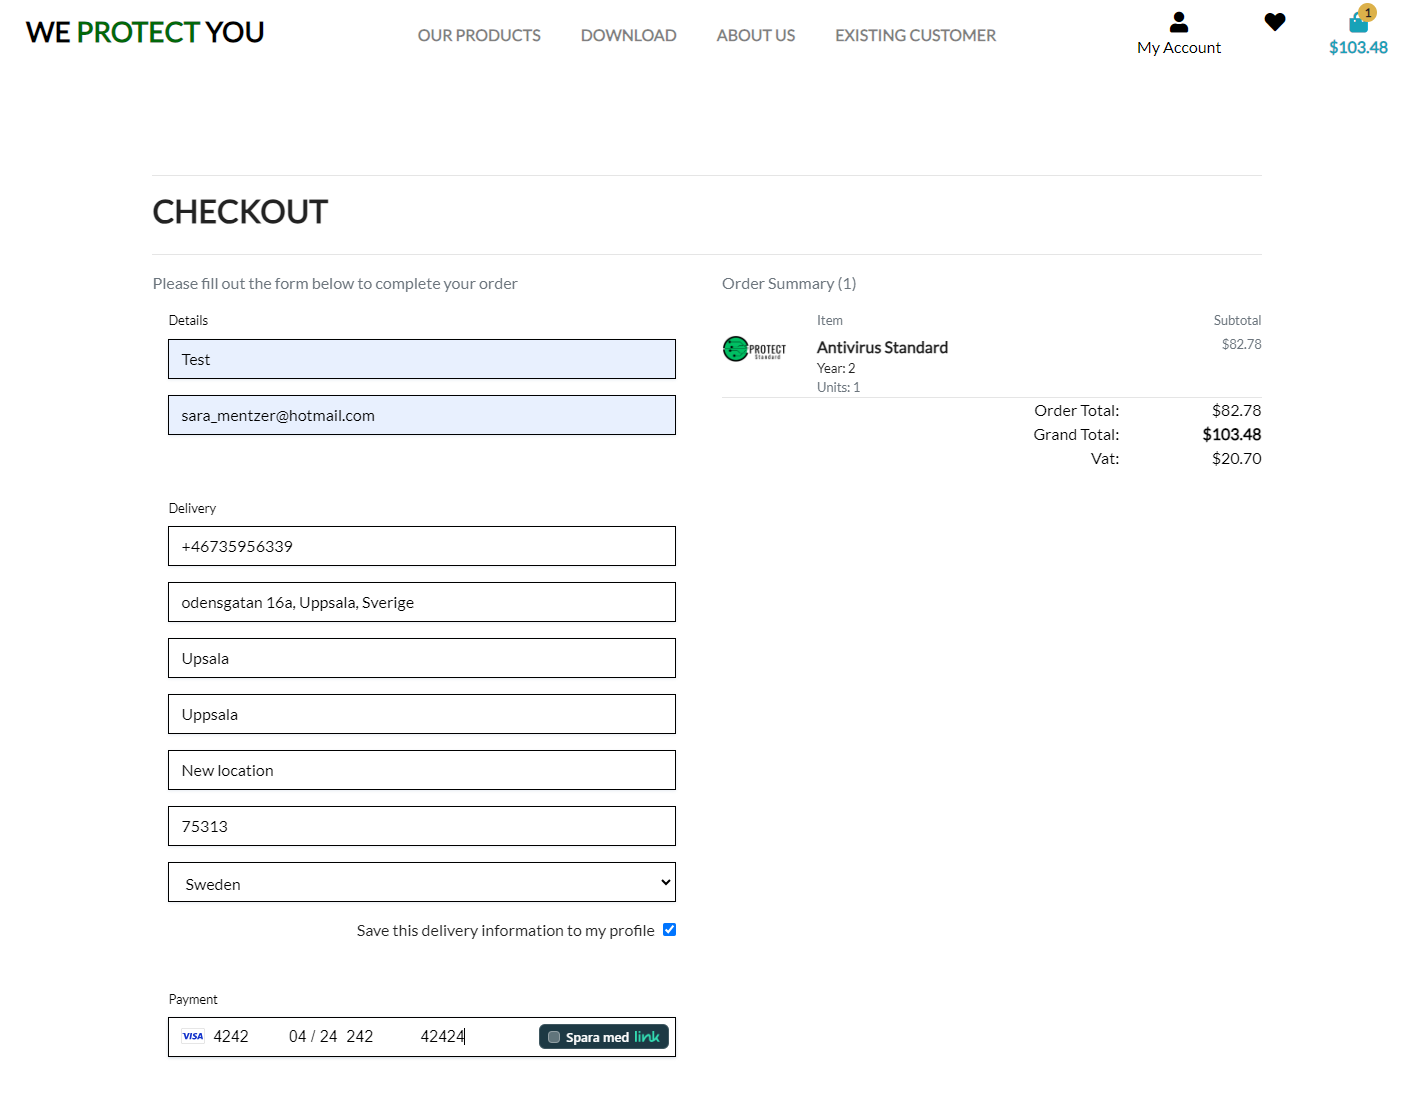 WE PROTECT YOU
OUR PRODUCTS DOWNLOAD ABOUT US EXISTING CUSTOMER
My Account
1
$103.48
CHECKOUT
Please fill out the form below to complete your order
Details
Test
sara_mentzer@hotmail.com
Delivery
+46735956339
odensgatan 16a, Uppsala, Sverige
Upsala
Uppsala
New location
75313
Sweden
Save this delivery information to my profile
Payment
VISA 4242 04 / 24 242 42424 Spara med link
Order Summary (1)
Item Subtotal
PROTECT
Standard
Antivirus Standard $82.78
Year: 2
Units: 1
Order Total: $82.78
Grand Total: $103.48
Vat: $20.70